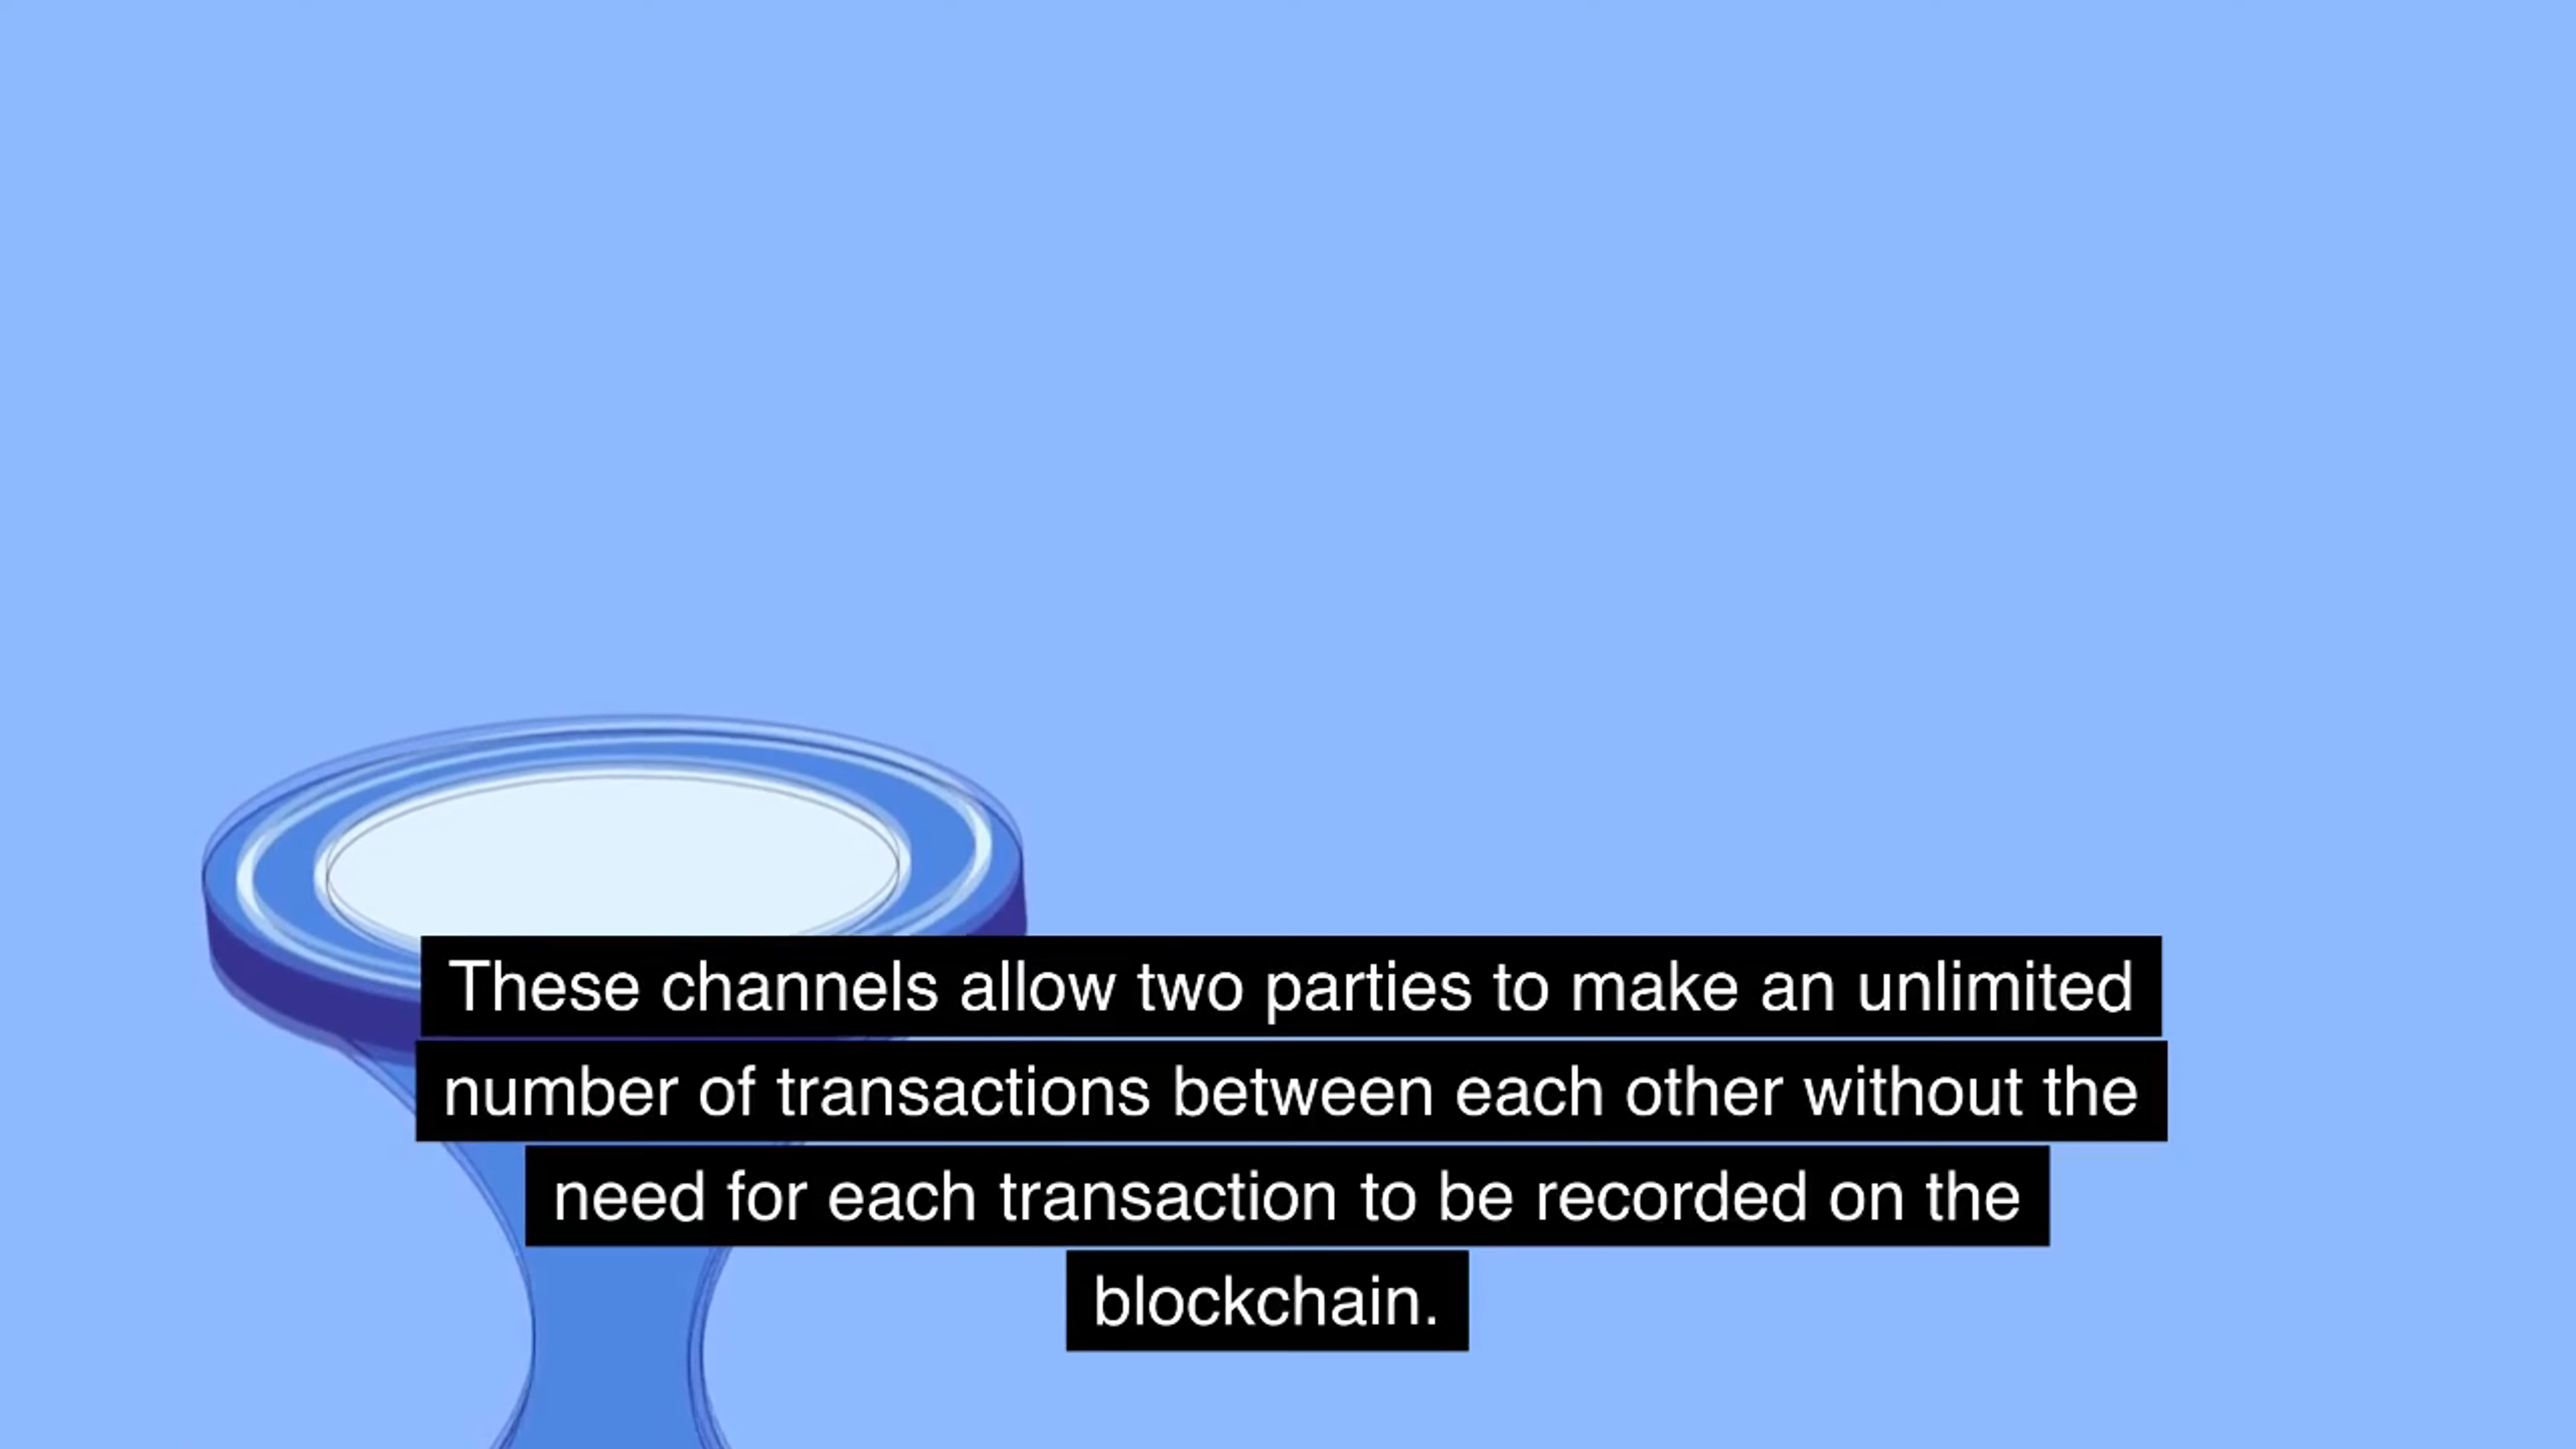 These channels allow two parties to make an unlimited
number of transactions between each other without the
need for each transaction to be recorded on the
blockchain.